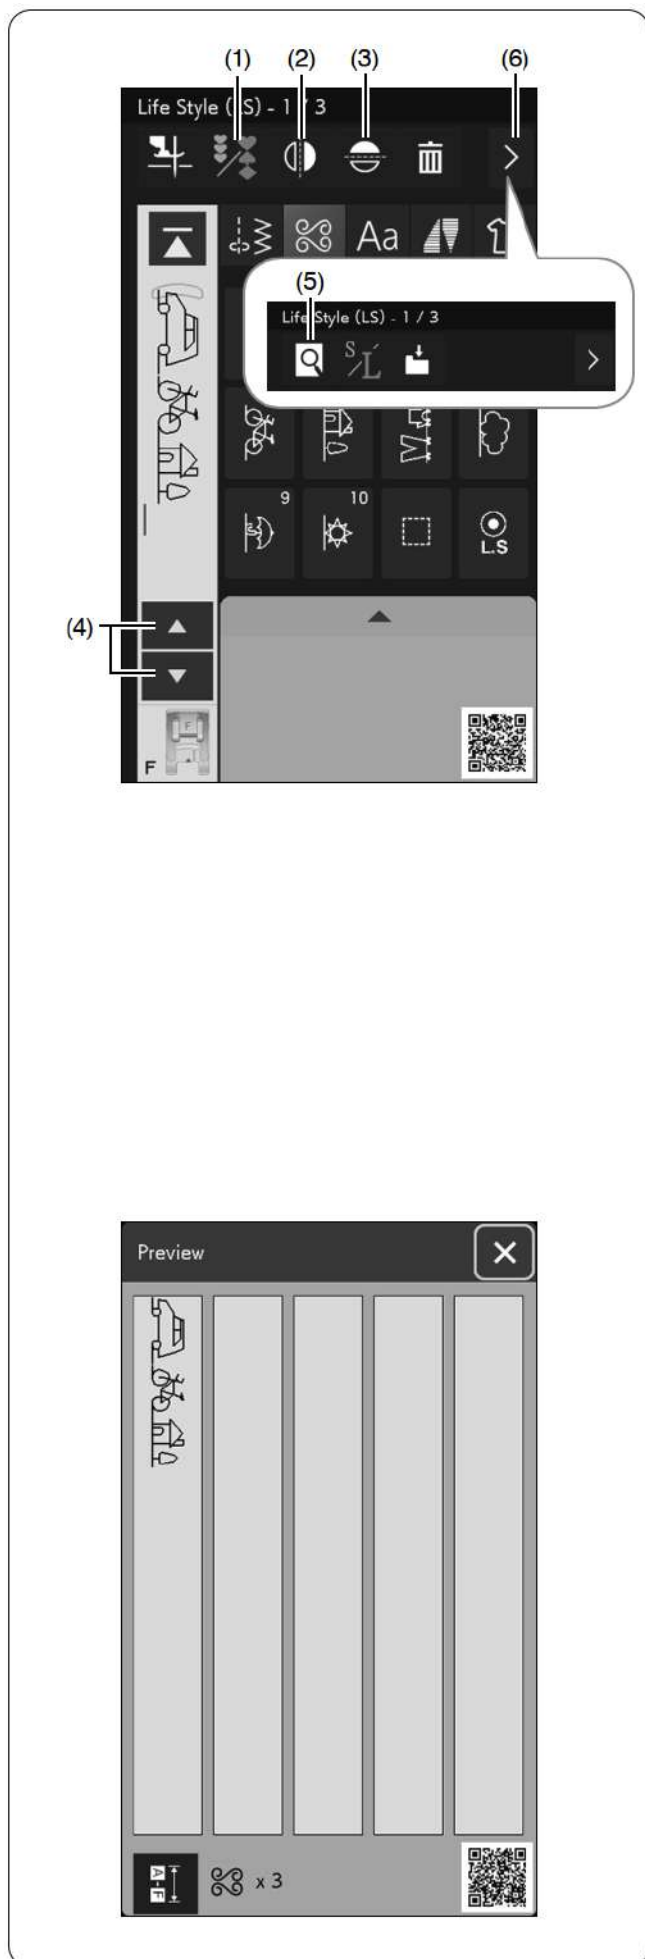 (1) (2) (3) (6)
Life Style (LS) - 1 / 3
Aa
(5)
Life Style (LS) - 1 / 3
S/L
9 10
L.S
(4)
F
F
Preview
A-F
x 3